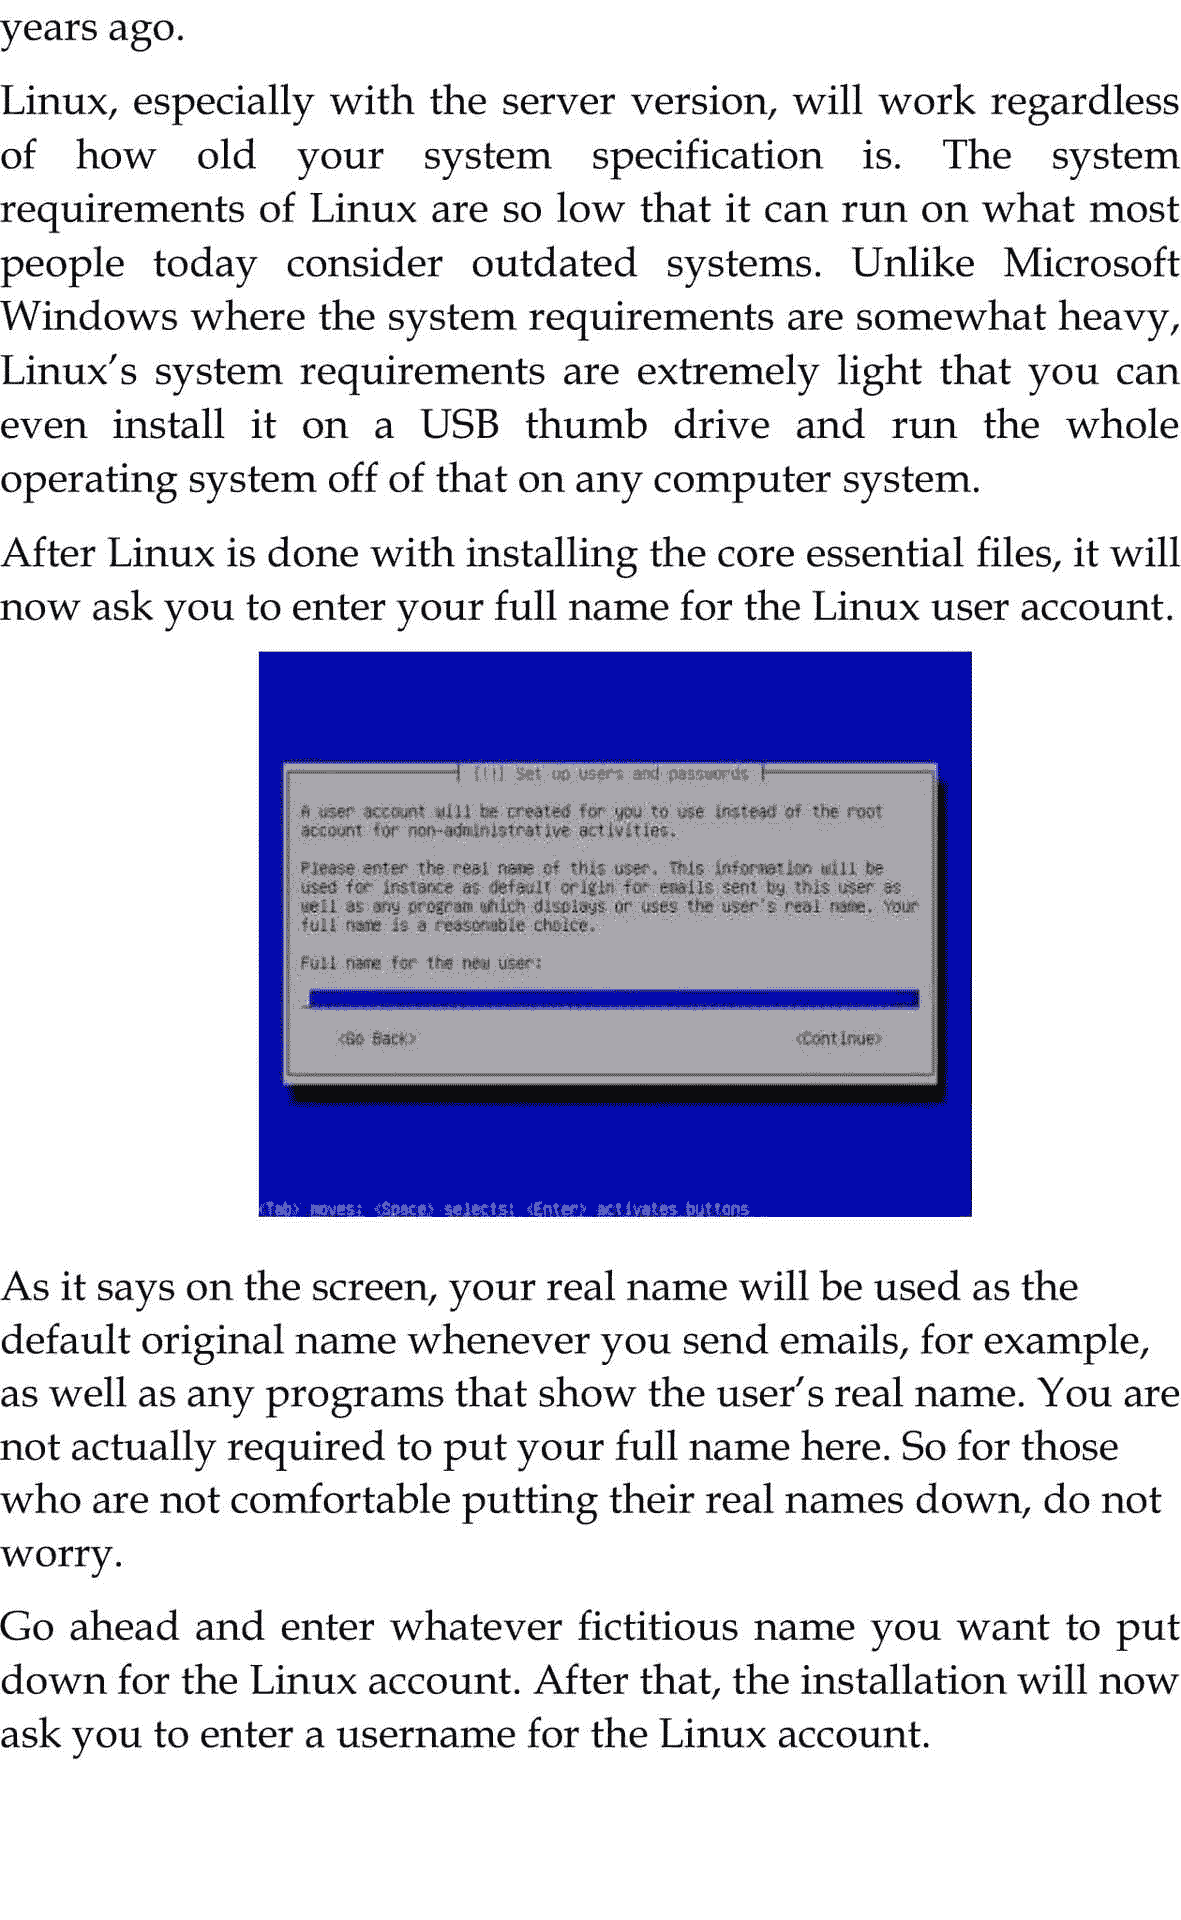 years ago.
Linux, especially with the server version, will work regardless
of how old your system specification is. The system
requirements of Linux are so low that it can run on what most
people today consider outdated systems. Unlike Microsoft
Windows where the system requirements are somewhat heavy,
Linux’s system requirements are extremely light that you can
even install it on a USB thumb drive and run the whole
operating system off of that on any computer system.
After Linux is done with installing the core essential files, it will
now ask you to enter your full name for the Linux user account.
[!!] Set up users and passwords
A user account will be created for you to use instead of the root
account for non-administrative activities.
Please enter the real name of this user. This information will be
used for instance as default origin for emails sent by this user as
well as any program which displays or uses the user's real name. Your
full name is a reasonable choice.
Full name for the new user:
<Go Back> <Continue>
<Tab> moves; <Space> selects; <Enter> activates buttons
As it says on the screen, your real name will be used as the
default original name whenever you send emails, for example,
as well as any programs that show the user’s real name. You are
not actually required to put your full name here. So for those
who are not comfortable putting their real names down, do not
worry.
Go ahead and enter whatever fictitious name you want to put
down for the Linux account. After that, the installation will now
ask you to enter a username for the Linux account.